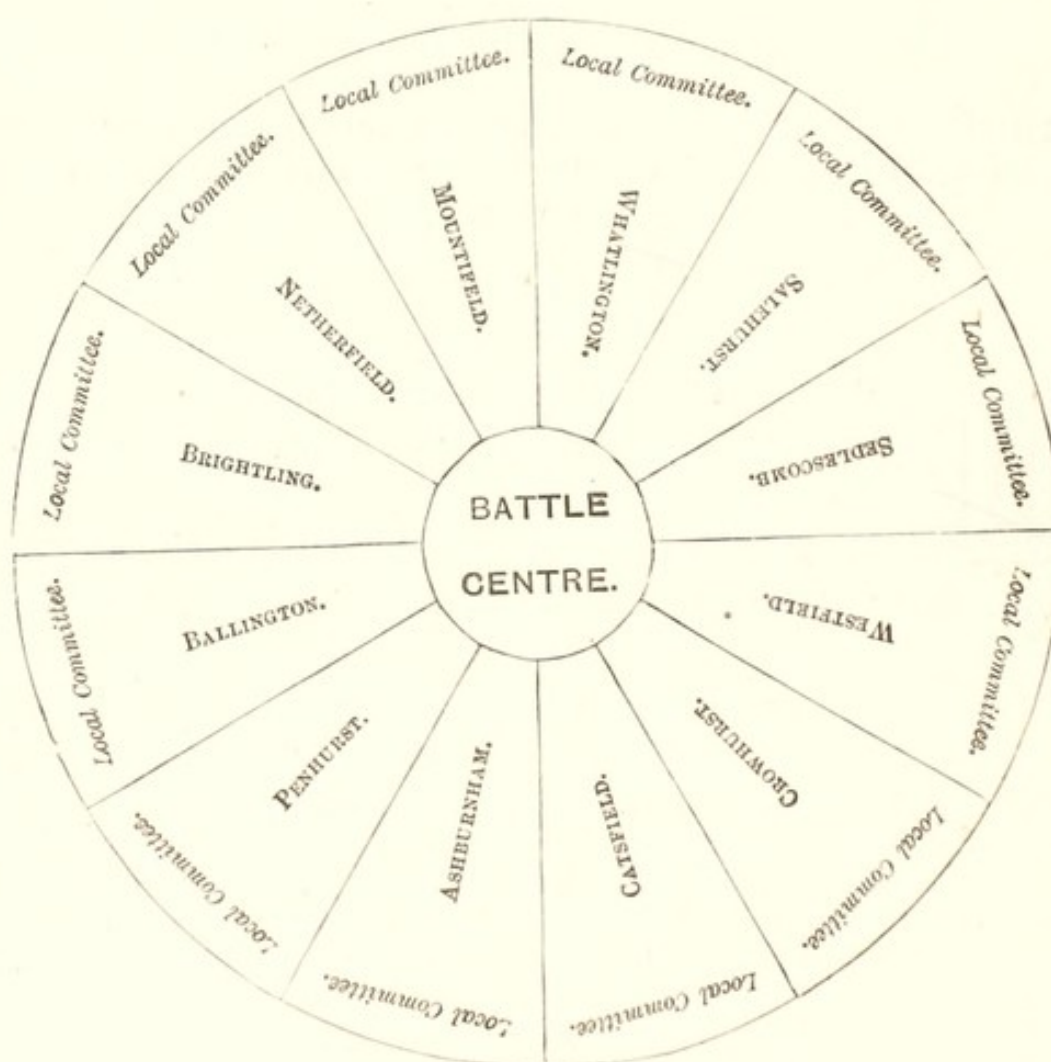 Local Committee.
WHATLINGTON.
Local Committee.
SALEHURST.
Local Committee.
SEDLESCOMB.
Local Committee.
WESTFIELD.
Local Committee.
CROWHURST.
Local Committee.
CATSFIELD.
Local Committee.
ASHBURNHAM.
Local Committee.
PENHURST.
Local Committee.
BALLINGTON.
Local Committee.
BRIGHTLING.
Local Committee.
NETHERFIELD.
Local Committee.
MOUNTIFELD.
BATTLE
CENTRE.